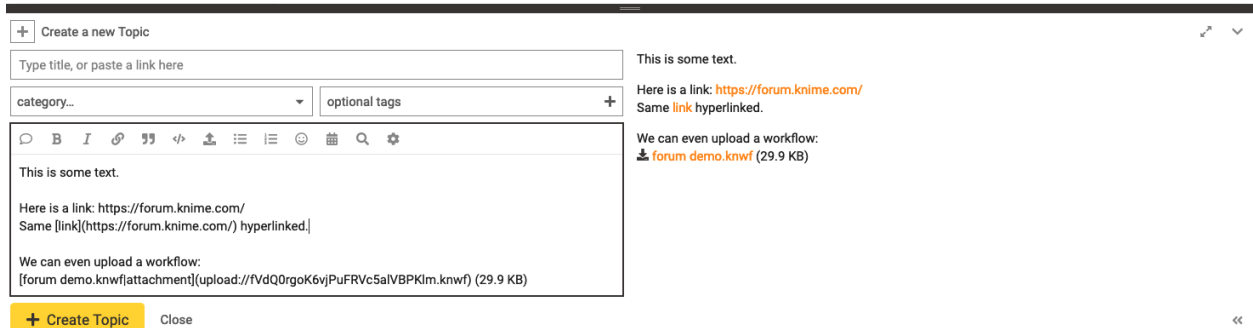 Create a new Topic
Type title, or paste a link here
category...
optional tags
This is some text.
Here is a link: https://forum.knime.com/
Same [link](https://forum.knime.com/) hyperlinked.
We can even upload a workflow:
[forum demo.knwf|attachment](upload://fVdQ0rgoK6vjPuFRVc5alVBPKlm.knwf) (29.9 KB)
+ Create Topic
Close
This is some text.
Here is a link: https://forum.knime.com/
Same link hyperlinked.
We can even upload a workflow:
forum demo.knwf (29.9 KB)